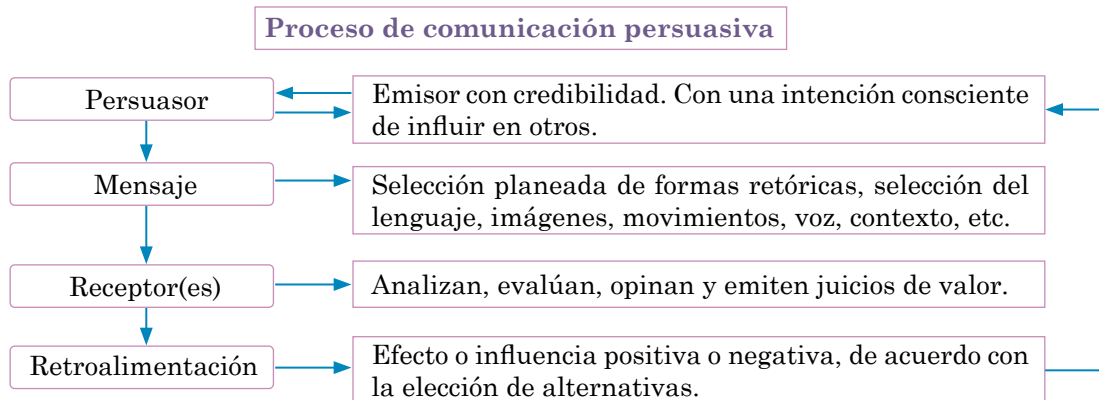 Proceso de comunicación persuasiva
Persuasor
Emisor con credibilidad. Con una intención consciente
de influir en otros.
Mensaje
Selección planeada de formas retóricas, selección del
lenguaje, imágenes, movimientos, voz, contexto, etc.
Receptor(es)
Analizan, evalúan, opinan y emiten juicios de valor.
Retroalimentación
Efecto o influencia positiva o negativa, de acuerdo con
la elección de alternativas.